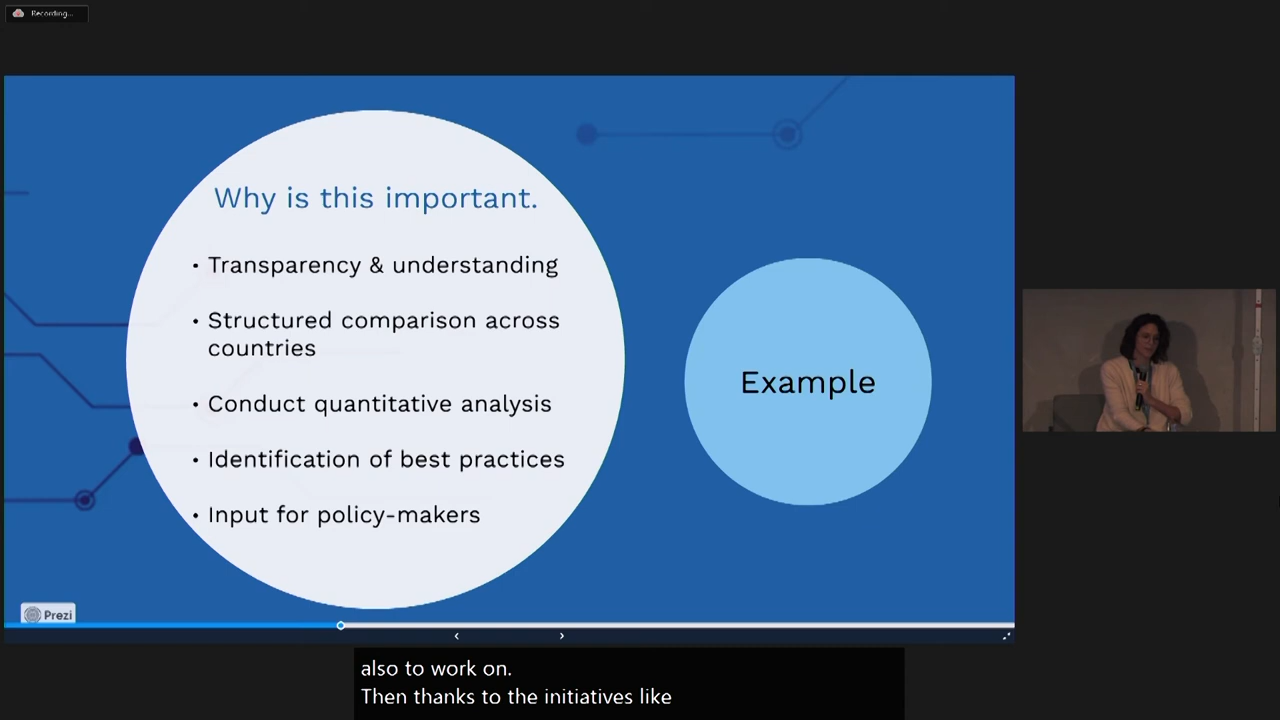 Recording...
Why is this important.
• Transparency & understanding
• Structured comparison across
countries
• Conduct quantitative analysis
• Identification of best practices
• Input for policy-makers
Example
Prezi
also to work on.
Then thanks to the initiatives like